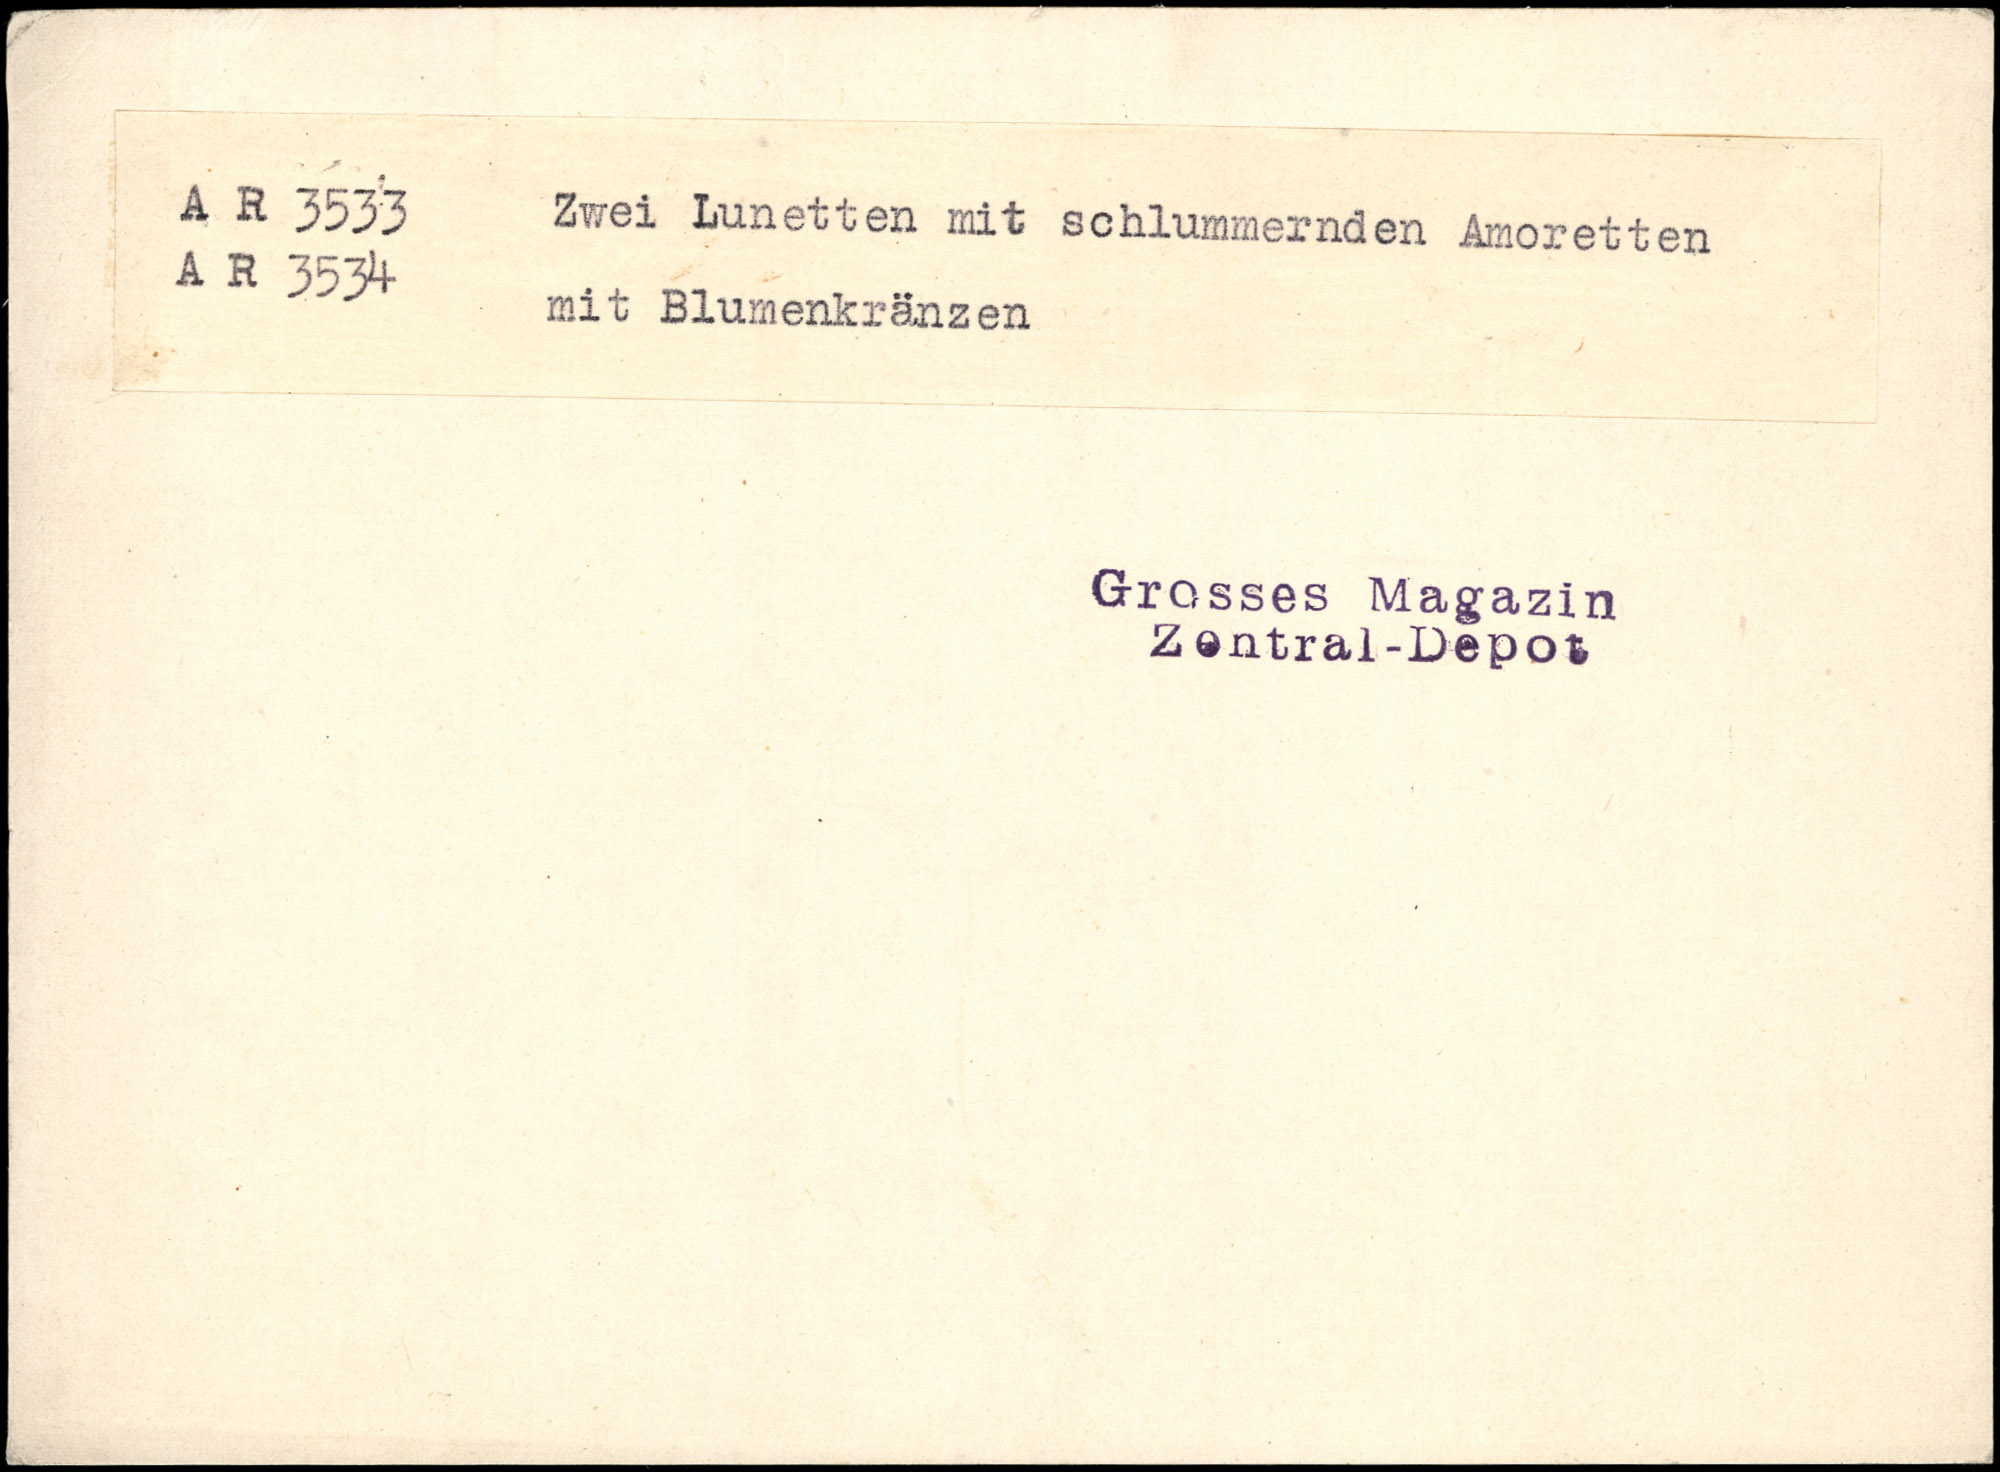 A R 3533 Zwei Lunetten mit schlummernden Amoretten
A R 3534
mit Blumenkränzen
Grosses Magazin
Zentral-Depot